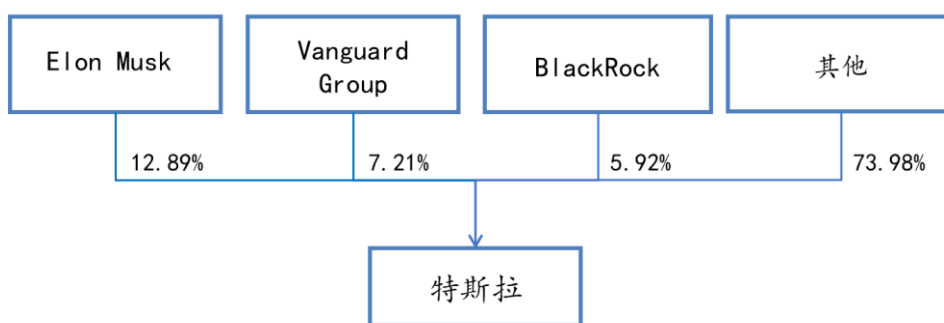 Elon Musk
Vanguard
Group
BlackRock
其他
12.89%
7.21%
5.92%
73.98%
特斯拉